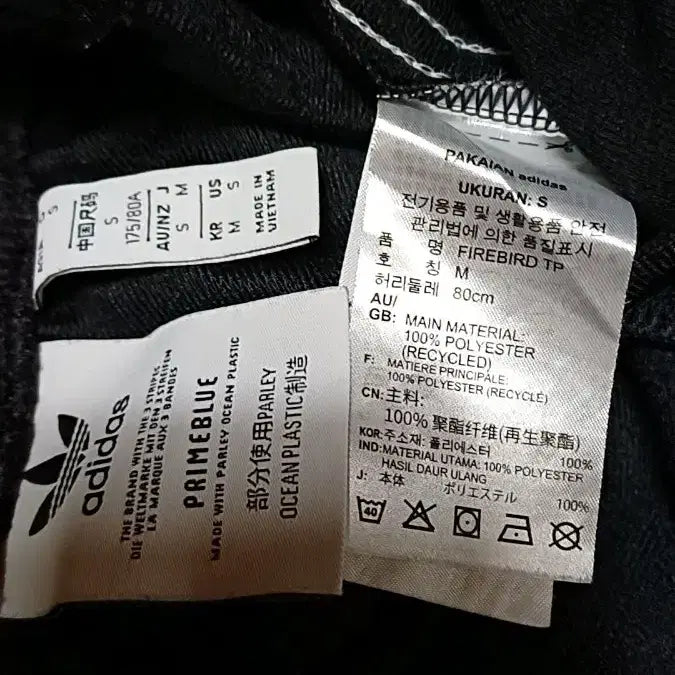 中国尺码
S
175/80A
AU/NZ J
S M
KR US
M S
MADE IN
VIETNAM
adidas
THE BRAND WITH THE 3 STRIPES
DIE WELTMARKE MIT DEN 3 STREIFEN
LA MARQUE AUX 3 BANDES
PRIMEBLUE
MADE WITH PARLEY OCEAN PLASTIC
部分使用PARLEY
OCEAN PLASTIC制造
PAKAIAN adidas
UKURAN: S
전기용품 및 생활용품 안전
관리법에 의한 품질표시
품 명 FIREBIRD TP
호 칭 M
허리둘레 80cm
AU/
GB: MAIN MATERIAL:
100% POLYESTER
(RECYCLED)
F: MATIERE PRINCIPALE:
100% POLYESTER (RECYCLÉ)
CN: 主料:
100% 聚酯纤维(再生聚酯)
KOR: 주소재: 폴리에스터 100%
IND: MATERIAL UTAMA: 100% POLYESTER
HASIL DAUR ULANG
J: 本体 ポリエステル 100%
40